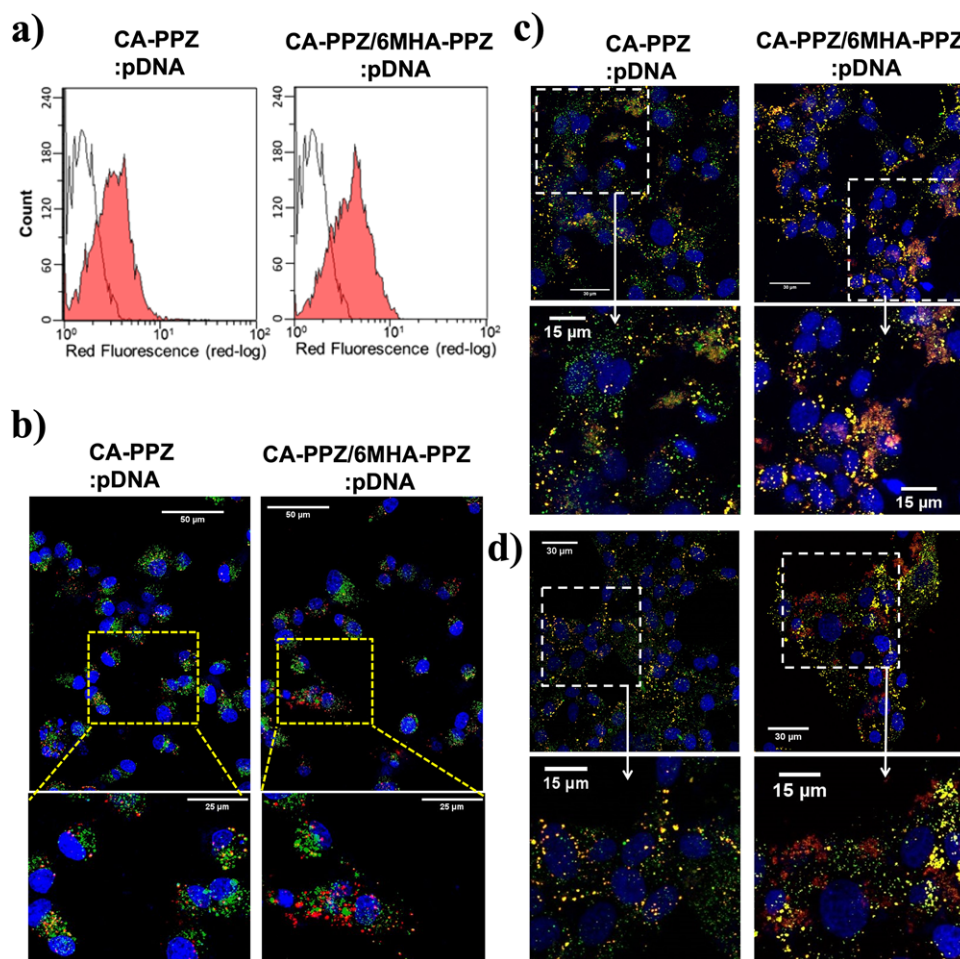 a)
CA-PPZ
:pDNA
CA-PPZ/6MHA-PPZ
:pDNA
Count
240
180
120
60
0
10⁰
10¹
10²
Red Fluorescence (red-log)
240
180
120
60
0
10⁰
10¹
10²
Red Fluorescence (red-log)
b)
CA-PPZ
:pDNA
CA-PPZ/6MHA-PPZ
:pDNA
50 µm
50 µm
25 µm
25 µm
c)
CA-PPZ
:pDNA
CA-PPZ/6MHA-PPZ
:pDNA
15 µm
15 µm
d)
30 µm
30 µm
15 µm
15 µm